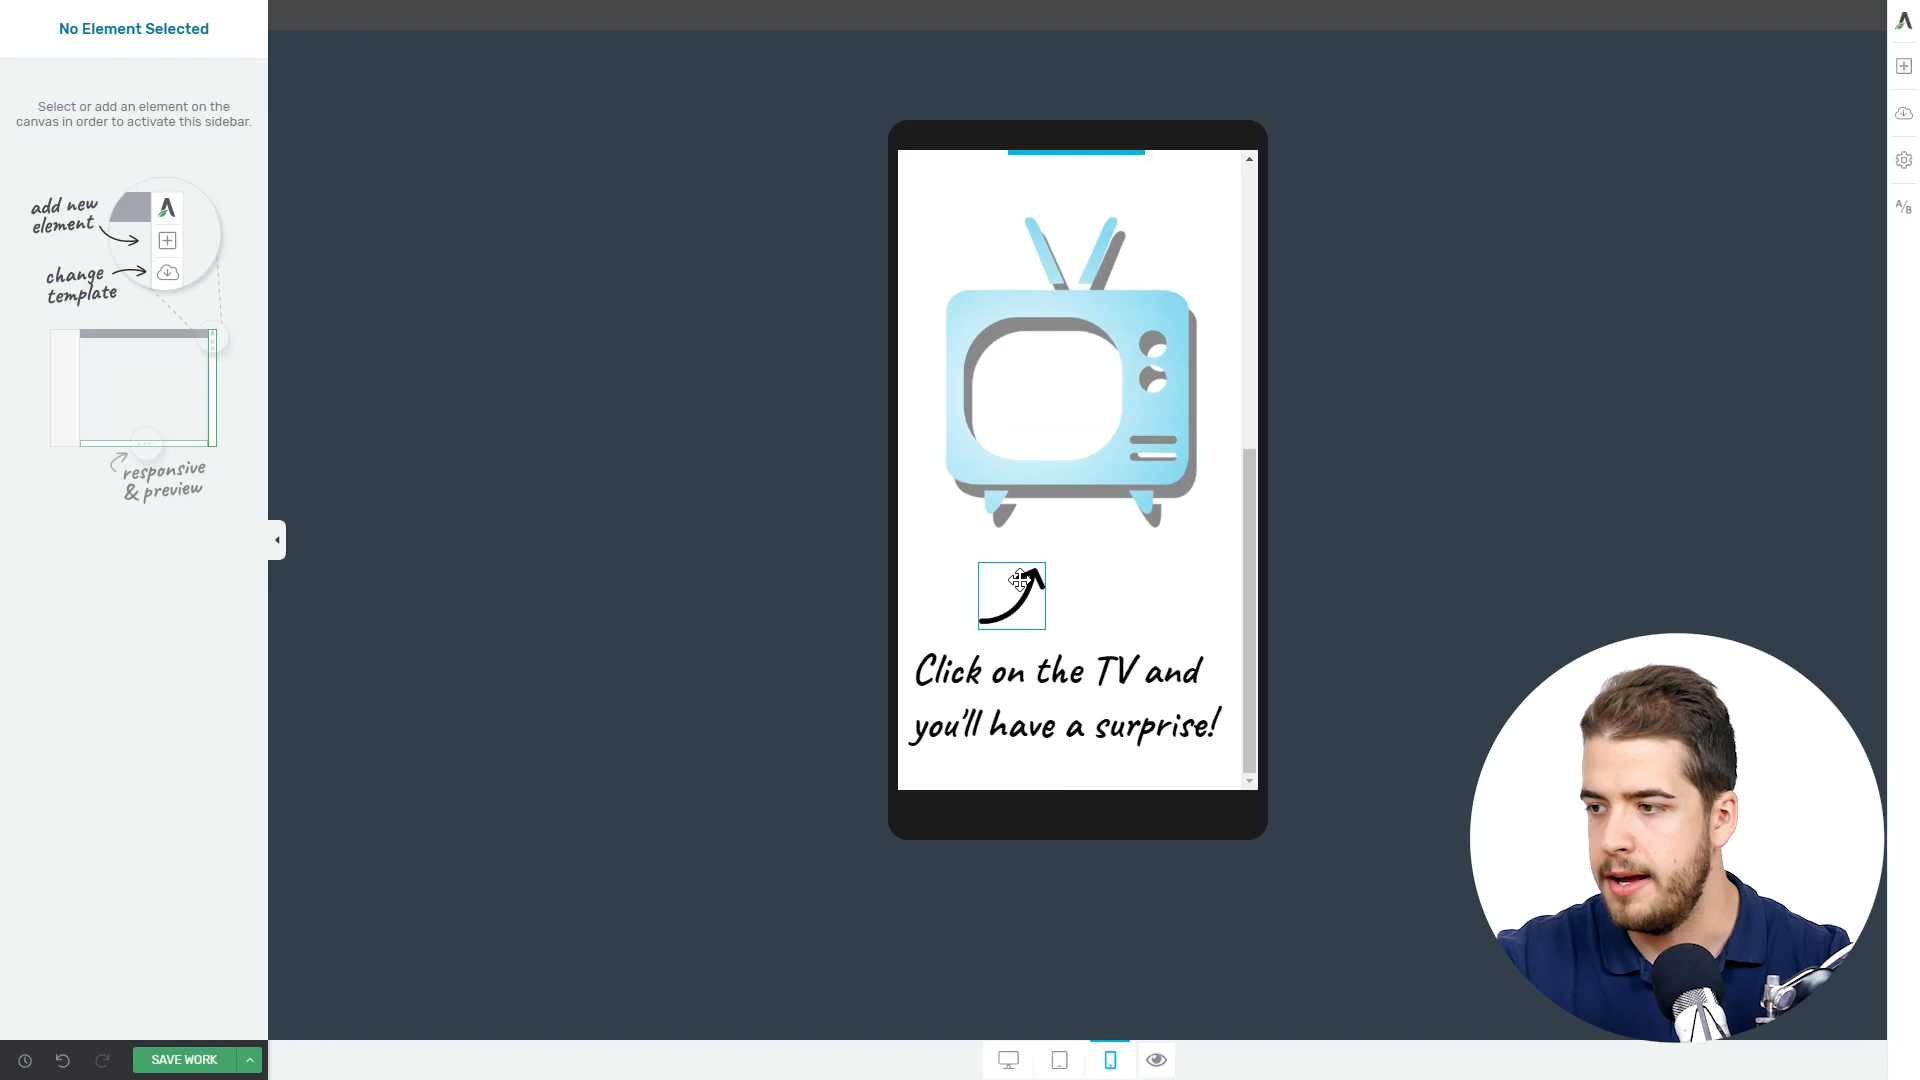 No Element Selected
Select or add an element on the
canvas in order to activate this sidebar.
add new
element
change
template
responsive
& preview
Click on the TV and
you'll have a surprise!
A/B
SAVE WORK